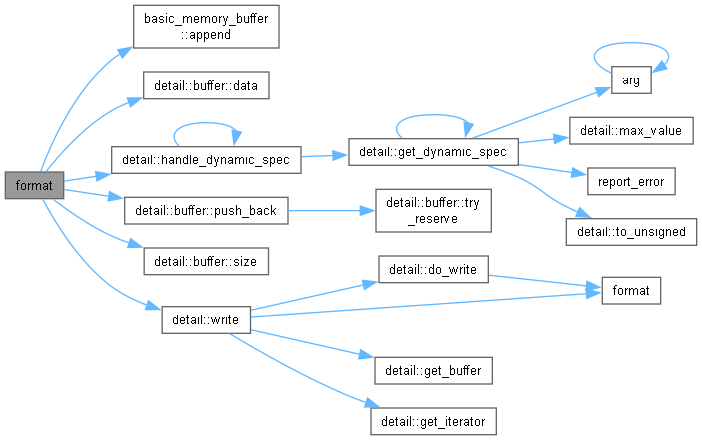 format
basic_memory_buffer
::append
detail::buffer::data
detail::handle_dynamic_spec
detail::get_dynamic_spec
arg
detail::max_value
report_error
detail::to_unsigned
detail::buffer::push_back
detail::buffer::try
_reserve
detail::buffer::size
detail::write
detail::do_write
format
detail::get_buffer
detail::get_iterator